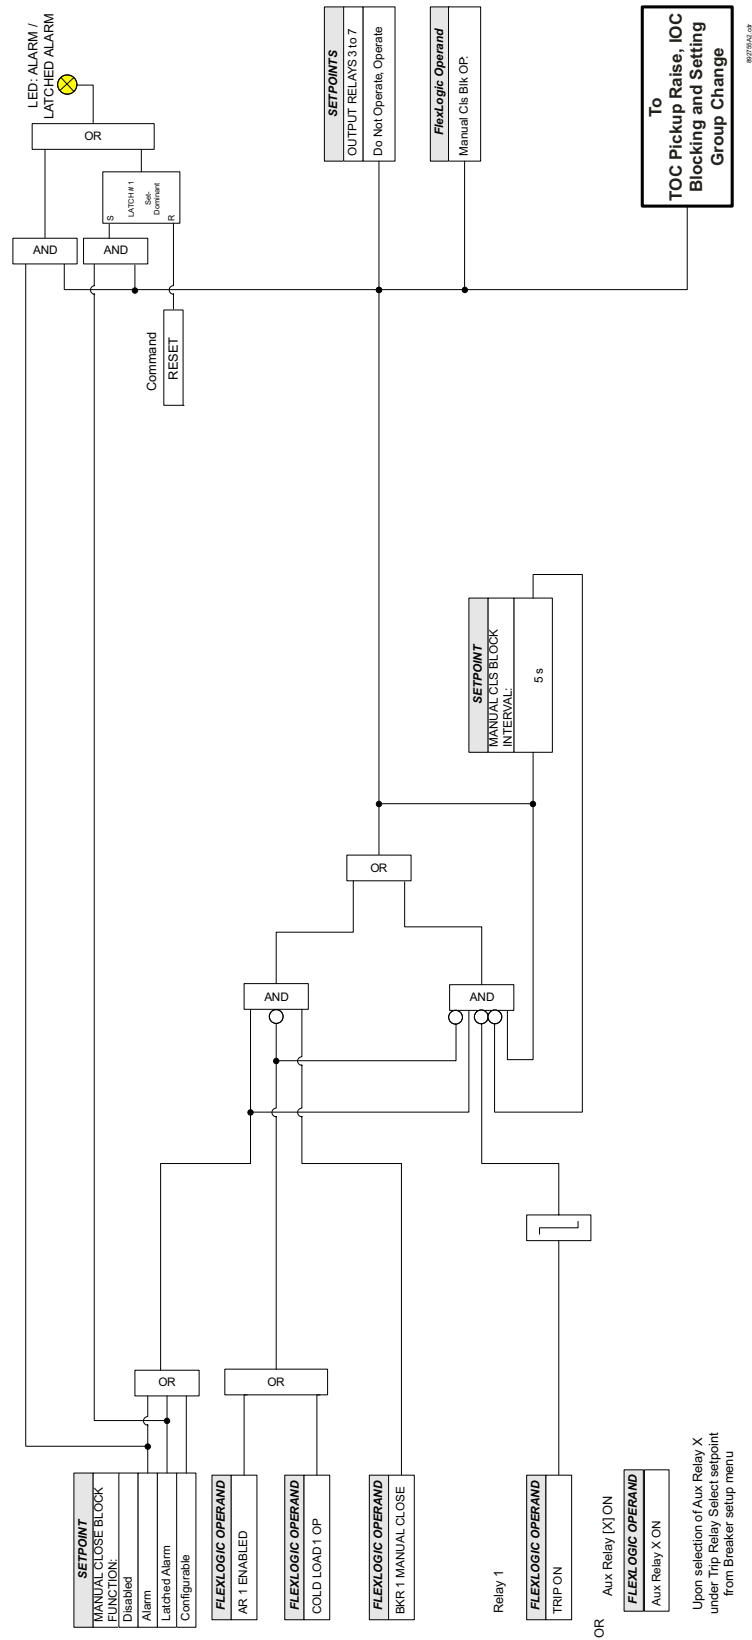 LED: ALARM /
LATCHED ALARM
OR
S
LATCH # 1
Set-
Dominant
R
AND
AND
Command
RESET
SETPOINTS
OUTPUT RELAYS 3 to 7
Do Not Operate, Operate
FlexLogic Operand
Manual Cls Blk OP.
To
TOC Pickup Raise, IOC
Blocking and Setting
Group Change
892755A2.cdr
SETPOINT
MANUAL CLS BLOCK
INTERVAL:
5 s
OR
AND
AND
OR
OR
SETPOINT
MANUAL CLOSE BLOCK
FUNCTION:
Disabled
Alarm
Latched Alarm
Configurable
FLEXLOGIC OPERAND
AR 1 ENABLED
FLEXLOGIC OPERAND
COLD LOAD1 OP
FLEXLOGIC OPERAND
BKR 1 MANUAL CLOSE
Relay 1
FLEXLOGIC OPERAND
TRIP ON
OR
Aux Relay [X] ON
FLEXLOGIC OPERAND
Aux Relay X ON
Upon selection of Aux Relay X
under Trip Relay Select setpoint
from Breaker setup menu